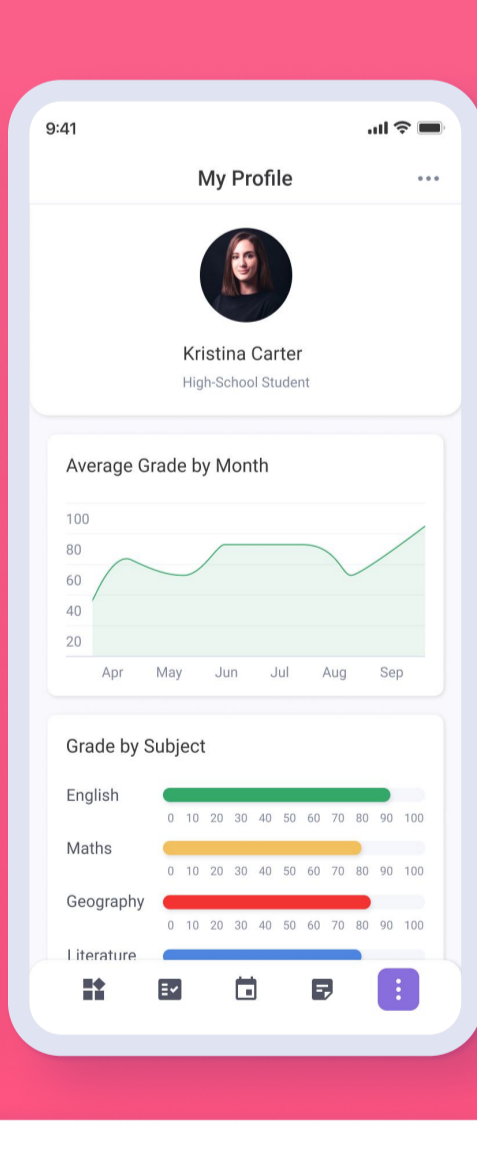 9:41
My Profile
Kristina Carter
High-School Student
Average Grade by Month
100
80
60
40
20
Apr May Jun Jul Aug Sep
Grade by Subject
English
0 10 20 30 40 50 60 70 80 90 100
Maths
0 10 20 30 40 50 60 70 80 90 100
Geography
0 10 20 30 40 50 60 70 80 90 100
Literature